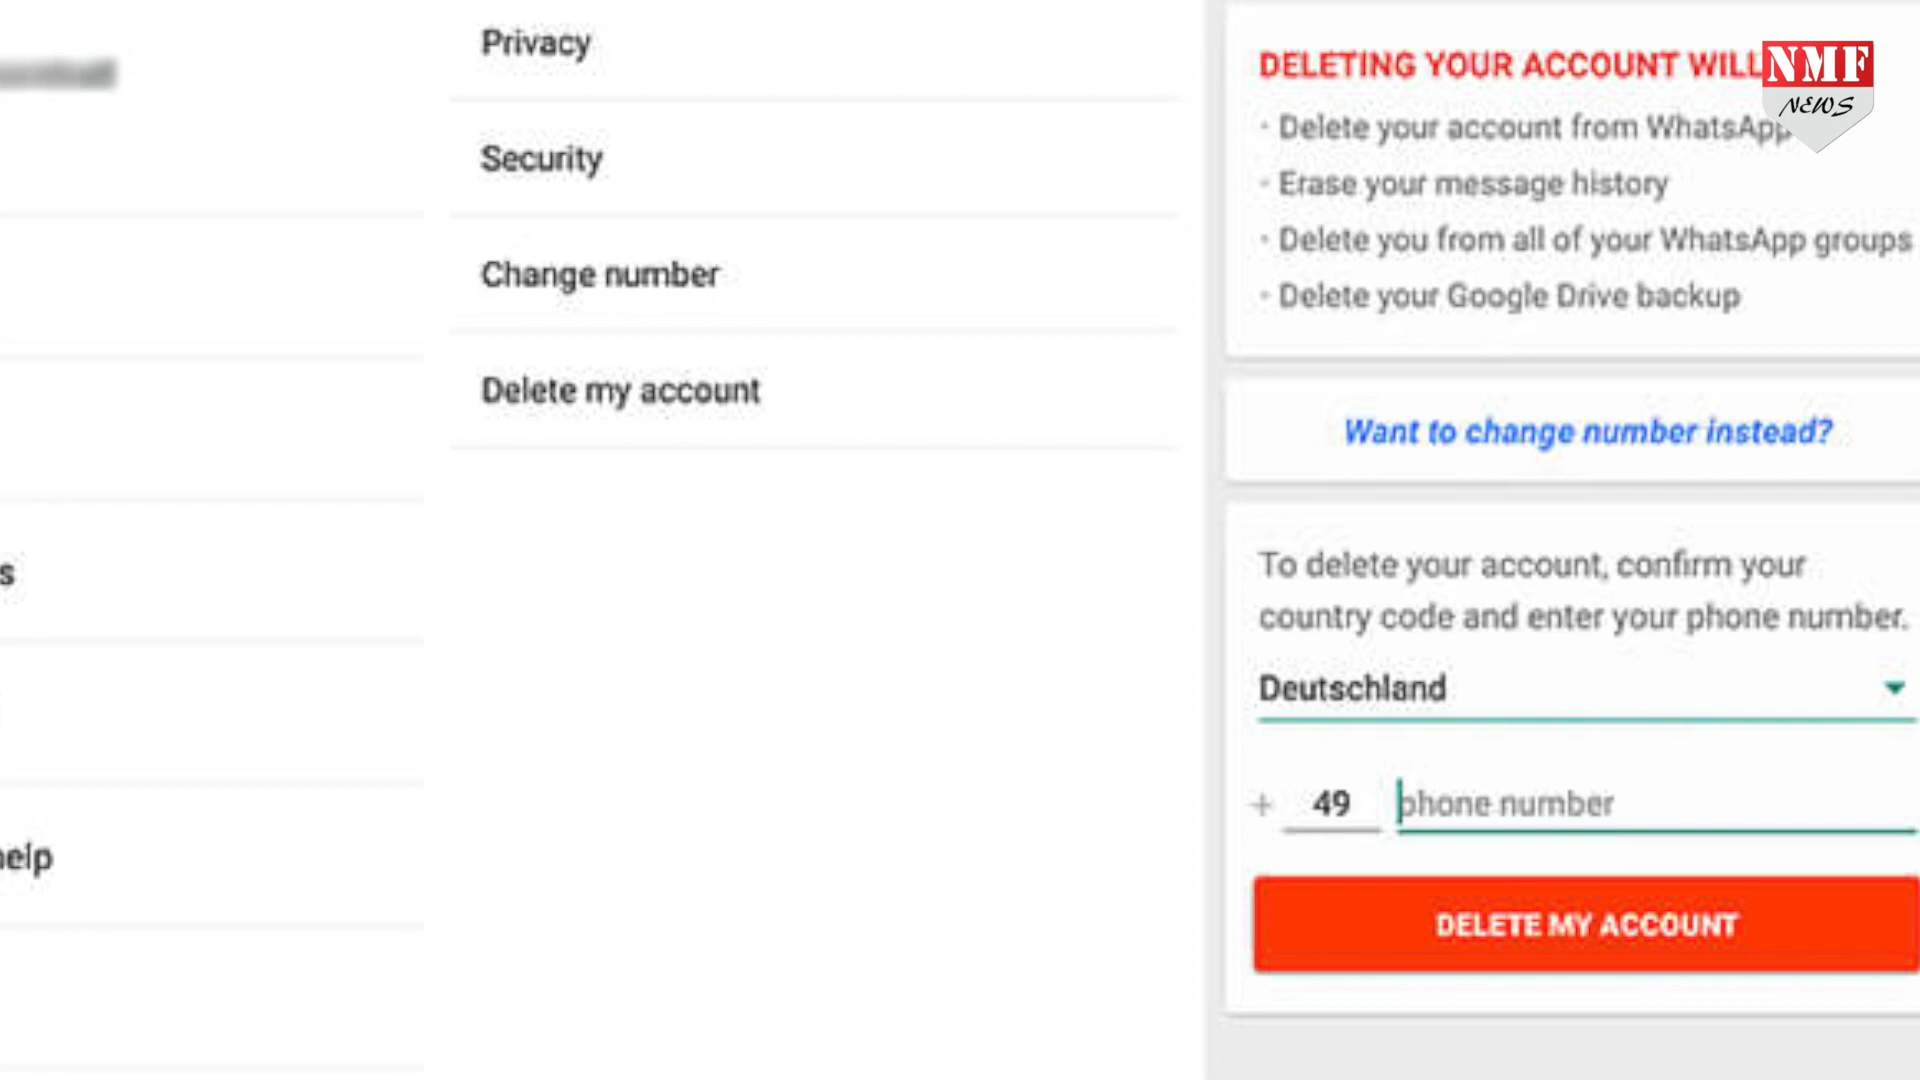 s
help
Privacy
Security
Change number
Delete my account
DELETING YOUR ACCOUNT WILL
· Delete your account from WhatsApp
· Erase your message history
· Delete you from all of your WhatsApp groups
· Delete your Google Drive backup
Want to change number instead?
To delete your account, confirm your
country code and enter your phone number.
Deutschland
+ 49 phone number
DELETE MY ACCOUNT
NMF
NEWS